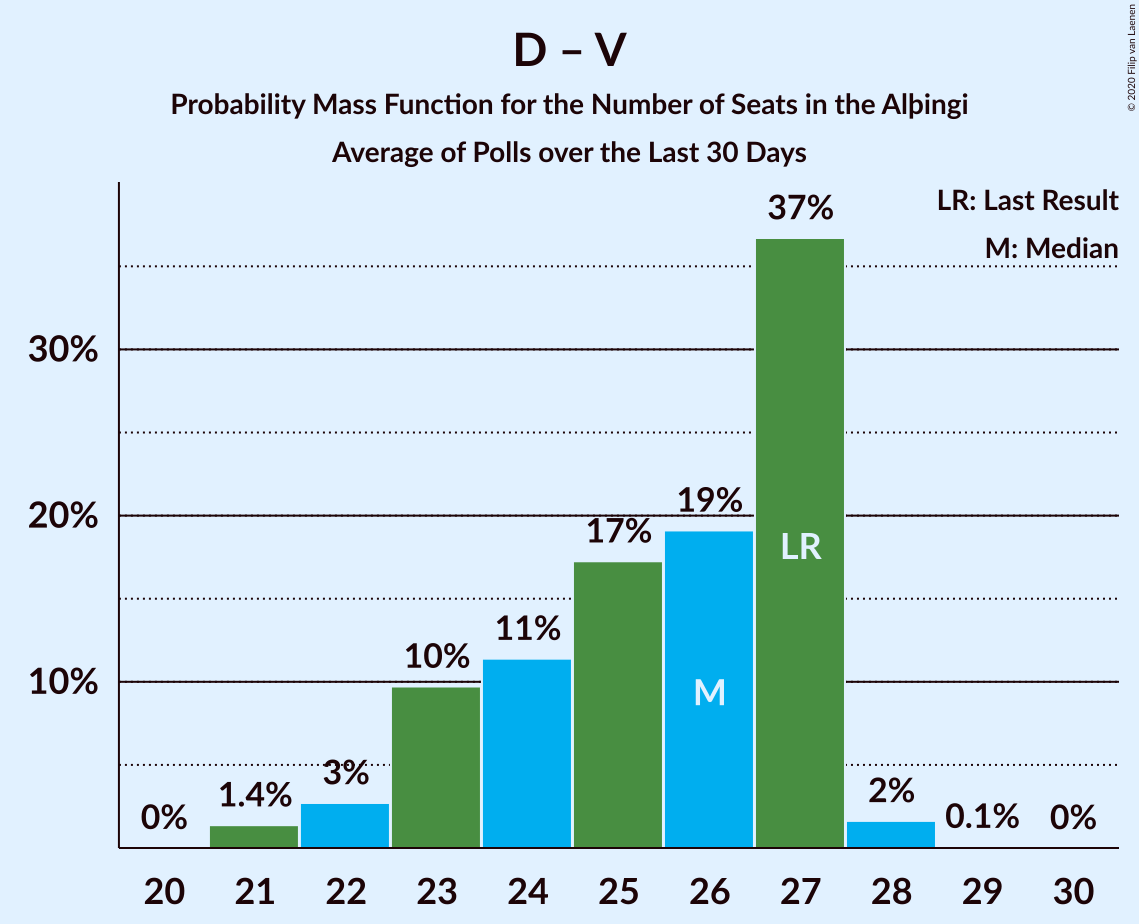 D – V
Probability Mass Function for the Number of Seats in the Alþingi
Average of Polls over the Last 30 Days
© 2020 Filip van Laenen
LR: Last Result
M: Median
30%
20%
10%
0%
1.4%
3%
10%
11%
17%
19%
37%
2%
0.1%
0%
M
LR
20 21 22 23 24 25 26 27 28 29 30